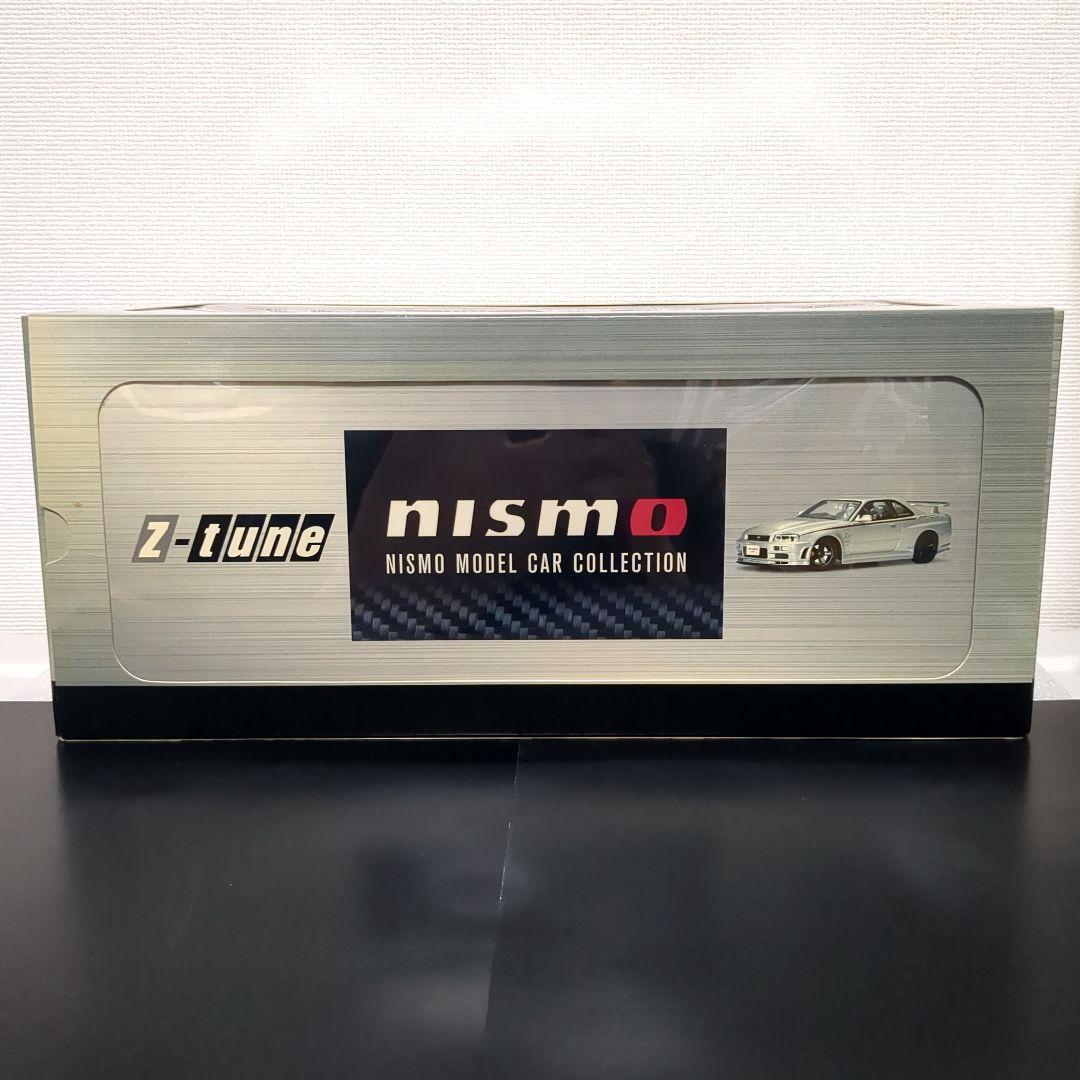 Z-tune
nismo
NISMO MODEL CAR COLLECTION